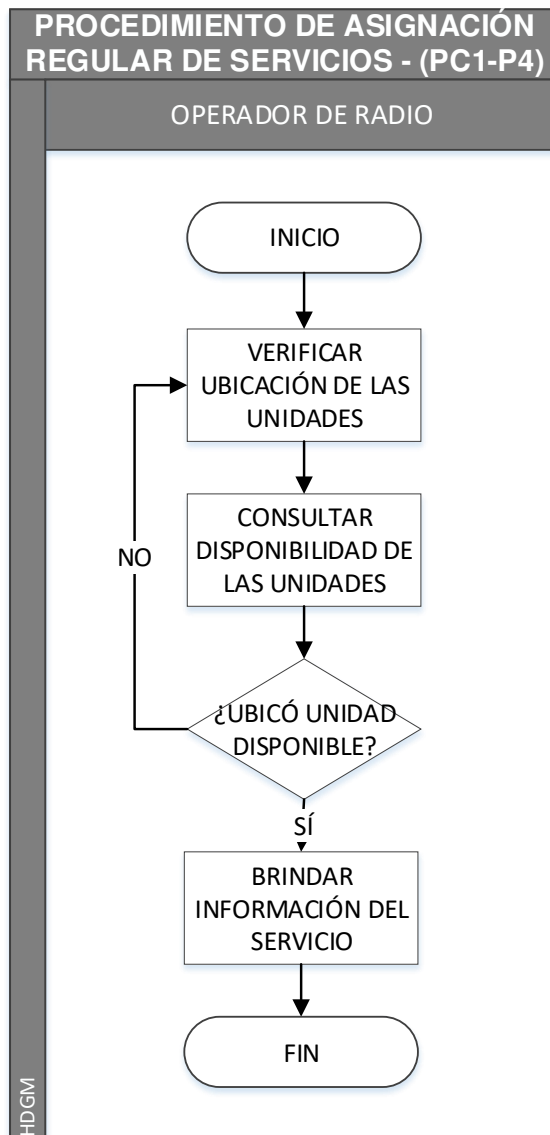 PROCEDIMIENTO DE ASIGNACIÓN
REGULAR DE SERVICIOS - (PC1-P4)
OPERADOR DE RADIO
INICIO
VERIFICAR
UBICACIÓN DE LAS
UNIDADES
CONSULTAR
DISPONIBILIDAD DE
LAS UNIDADES
NO
¿UBICÓ UNIDAD
DISPONIBLE?
SÍ
BRINDAR
INFORMACIÓN DEL
SERVICIO
FIN
HDGM